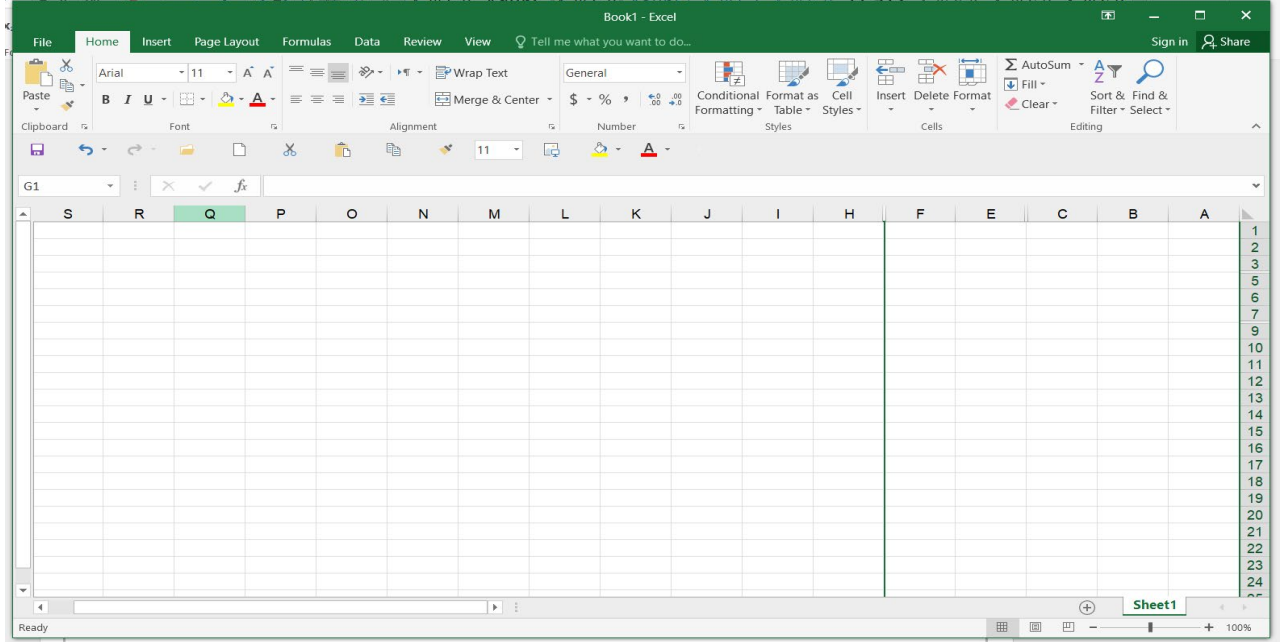 Book1 - Excel
File Home Insert Page Layout Formulas Data Review View Tell me what you want to do... Sign in Share
Arial 11 A A Wrap Text General AutoSum
Paste B I U A Merge & Center $ % , .0 .00 .00 .0 Conditional Formatting Format as Table Cell Styles Insert Delete Format Fill Clear Sort & Filter Find & Select
Clipboard Font Alignment Number Styles Cells Editing
11 A
G1 fx
S R Q P O N M L K J I H F E C B A
1
2
3
5
6
7
9
10
11
12
13
14
15
16
17
18
19
20
21
22
23
24
Sheet1
Ready 100%